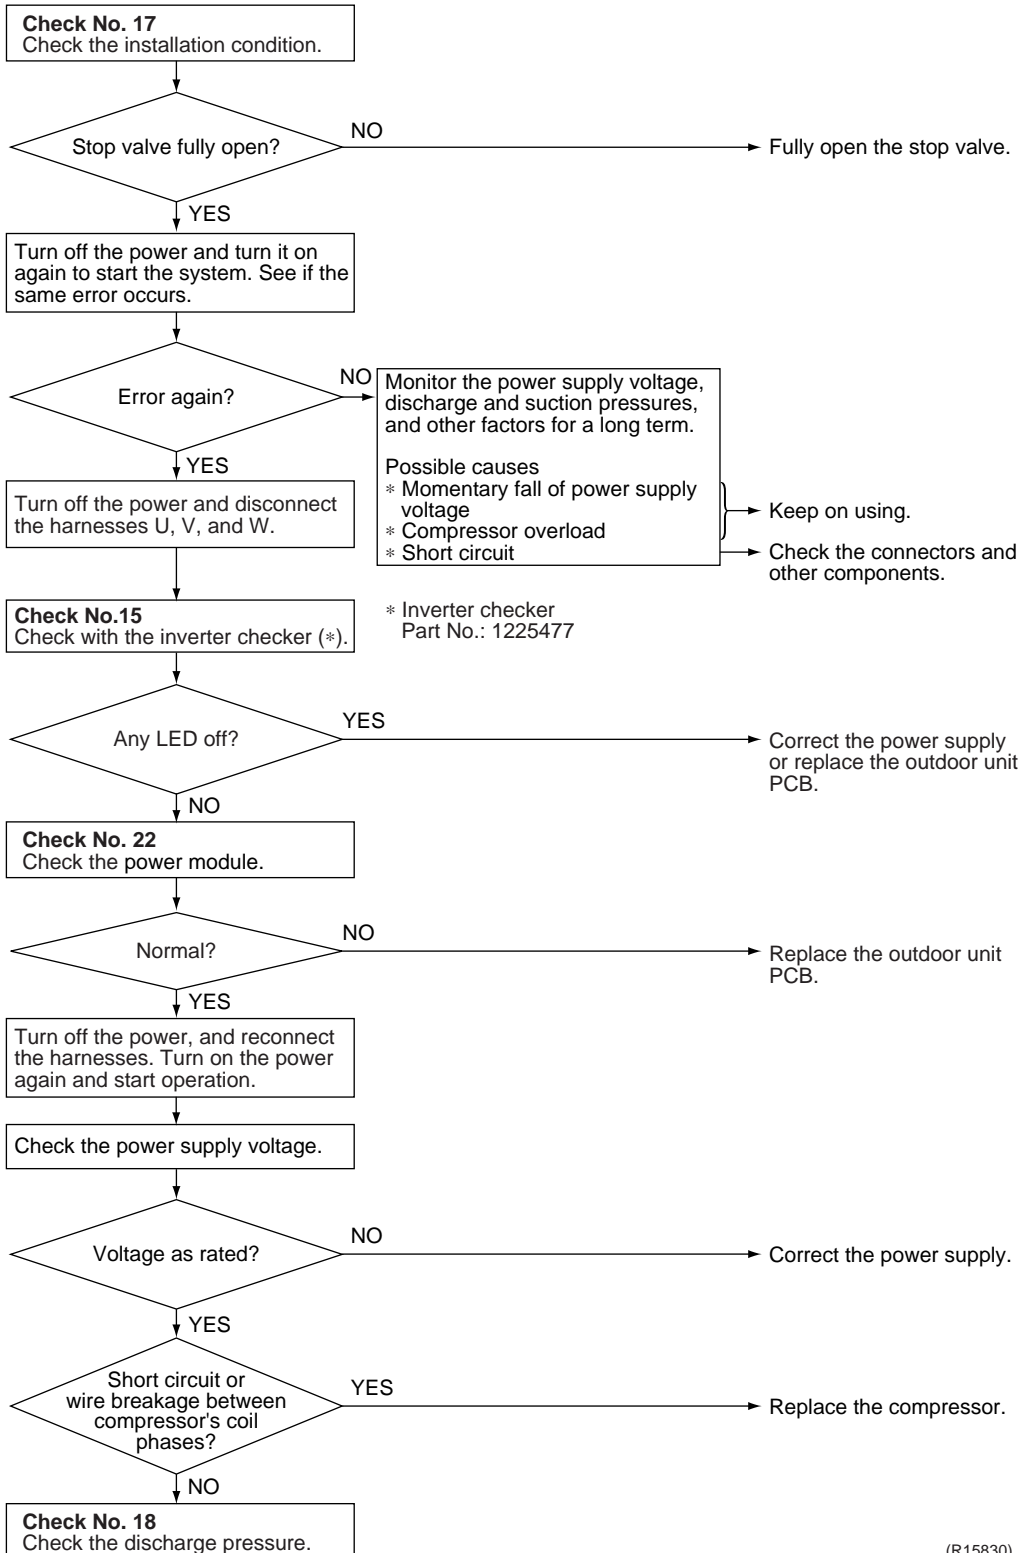 Check No. 17
Check the installation condition.
Stop valve fully open?
NO
Fully open the stop valve.
YES
Turn off the power and turn it on
again to start the system. See if the
same error occurs.
Error again?
NO
Monitor the power supply voltage,
discharge and suction pressures,
and other factors for a long term.
Possible causes
∗ Momentary fall of power supply
voltage
∗ Compressor overload
∗ Short circuit
Keep on using.
Check the connectors and
other components.
YES
Turn off the power and disconnect
the harnesses U, V, and W.
Check No.15
Check with the inverter checker (∗).
∗ Inverter checker
Part No.: 1225477
Any LED off?
YES
Correct the power supply
or replace the outdoor unit
PCB.
NO
Check No. 22
Check the power module.
Normal?
NO
Replace the outdoor unit
PCB.
YES
Turn off the power, and reconnect
the harnesses. Turn on the power
again and start operation.
Check the power supply voltage.
Voltage as rated?
NO
Correct the power supply.
YES
Short circuit or
wire breakage between
compressor's coil
phases?
YES
Replace the compressor.
NO
Check No. 18
Check the discharge pressure.
(R15830)